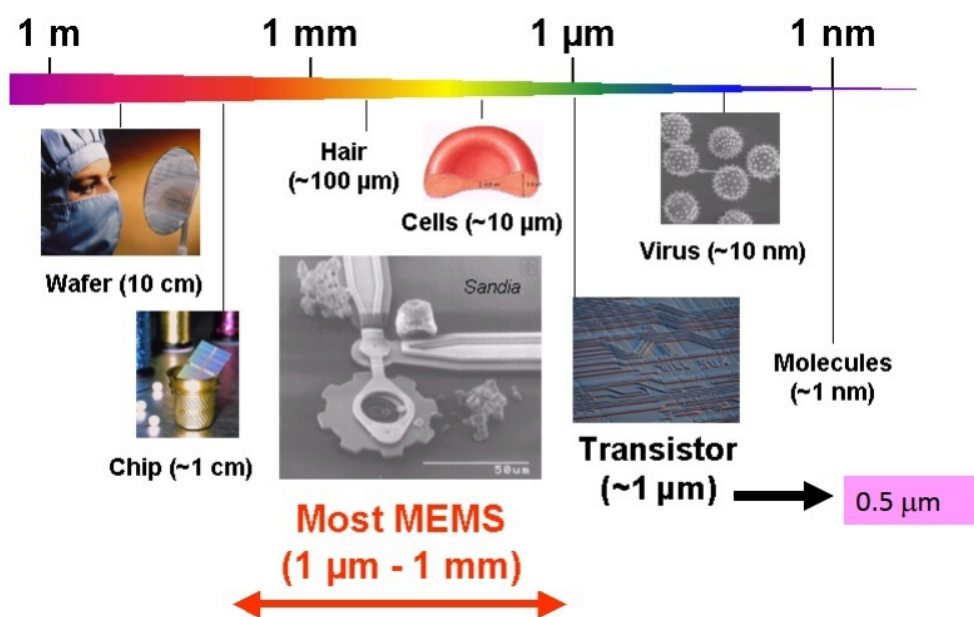 1 m
1 mm
1 µm
1 nm
Hair
(~100 µm)
Cells (~10 µm)
Virus (~10 nm)
Wafer (10 cm)
Sandia
Molecules
(~1 nm)
Chip (~1 cm)
50um
Transistor
(~1 µm)
0.5 µm
Most MEMS
(1 µm - 1 mm)